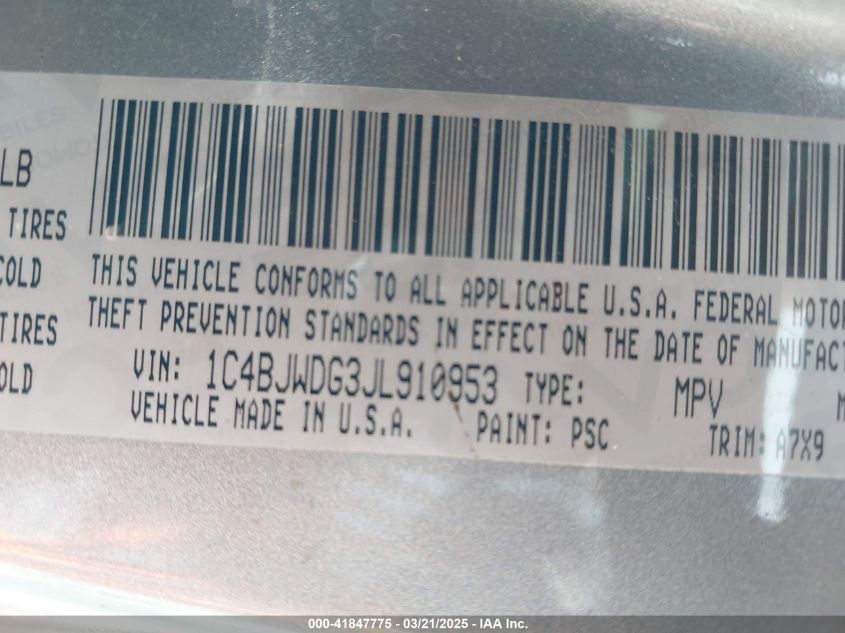 LB
TIRES
COLD
TIRES
OLD
THIS VEHICLE CONFORMS TO ALL APPLICABLE U.S.A. FEDERAL MOTOR
THEFT PREVENTION STANDARDS IN EFFECT ON THE DATE OF MANUFACT
VIN: 1C4BJWDG3JL910953 TYPE: MPV M
VEHICLE MADE IN U.S.A. PAINT: PSC TRIM: A7X9
000-41847775 - 03/21/2025 - IAA Inc.